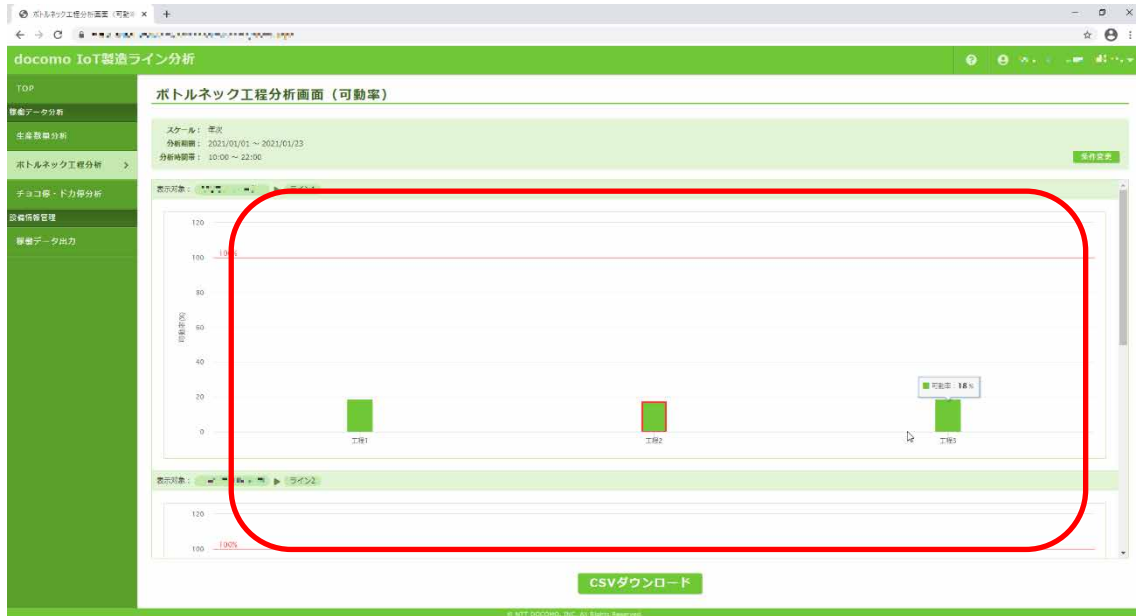 ボトルネック工程分析画面（可動率
docomo IoT製造ライン分析
TOP
稼働データ分析
生産数量分析
ボトルネック工程分析 >
チョコ停・ドカ停分析
設備情報管理
稼働データ出力
ボトルネック工程分析画面（可動率）
スケール： 年次
分析期間： 2021/01/01 ～ 2021/01/23
分析時間帯： 10:00 ～ 22:00
条件変更
表示対象： ▶ ライン1
120
100 100%
80
可動率(%)
60
40
20
0
可動率：18 %
工程1 工程2 工程3
表示対象： ▶ ライン2
120
100 100%
CSVダウンロード
© NTT DOCOMO, INC. All Rights Reserved.